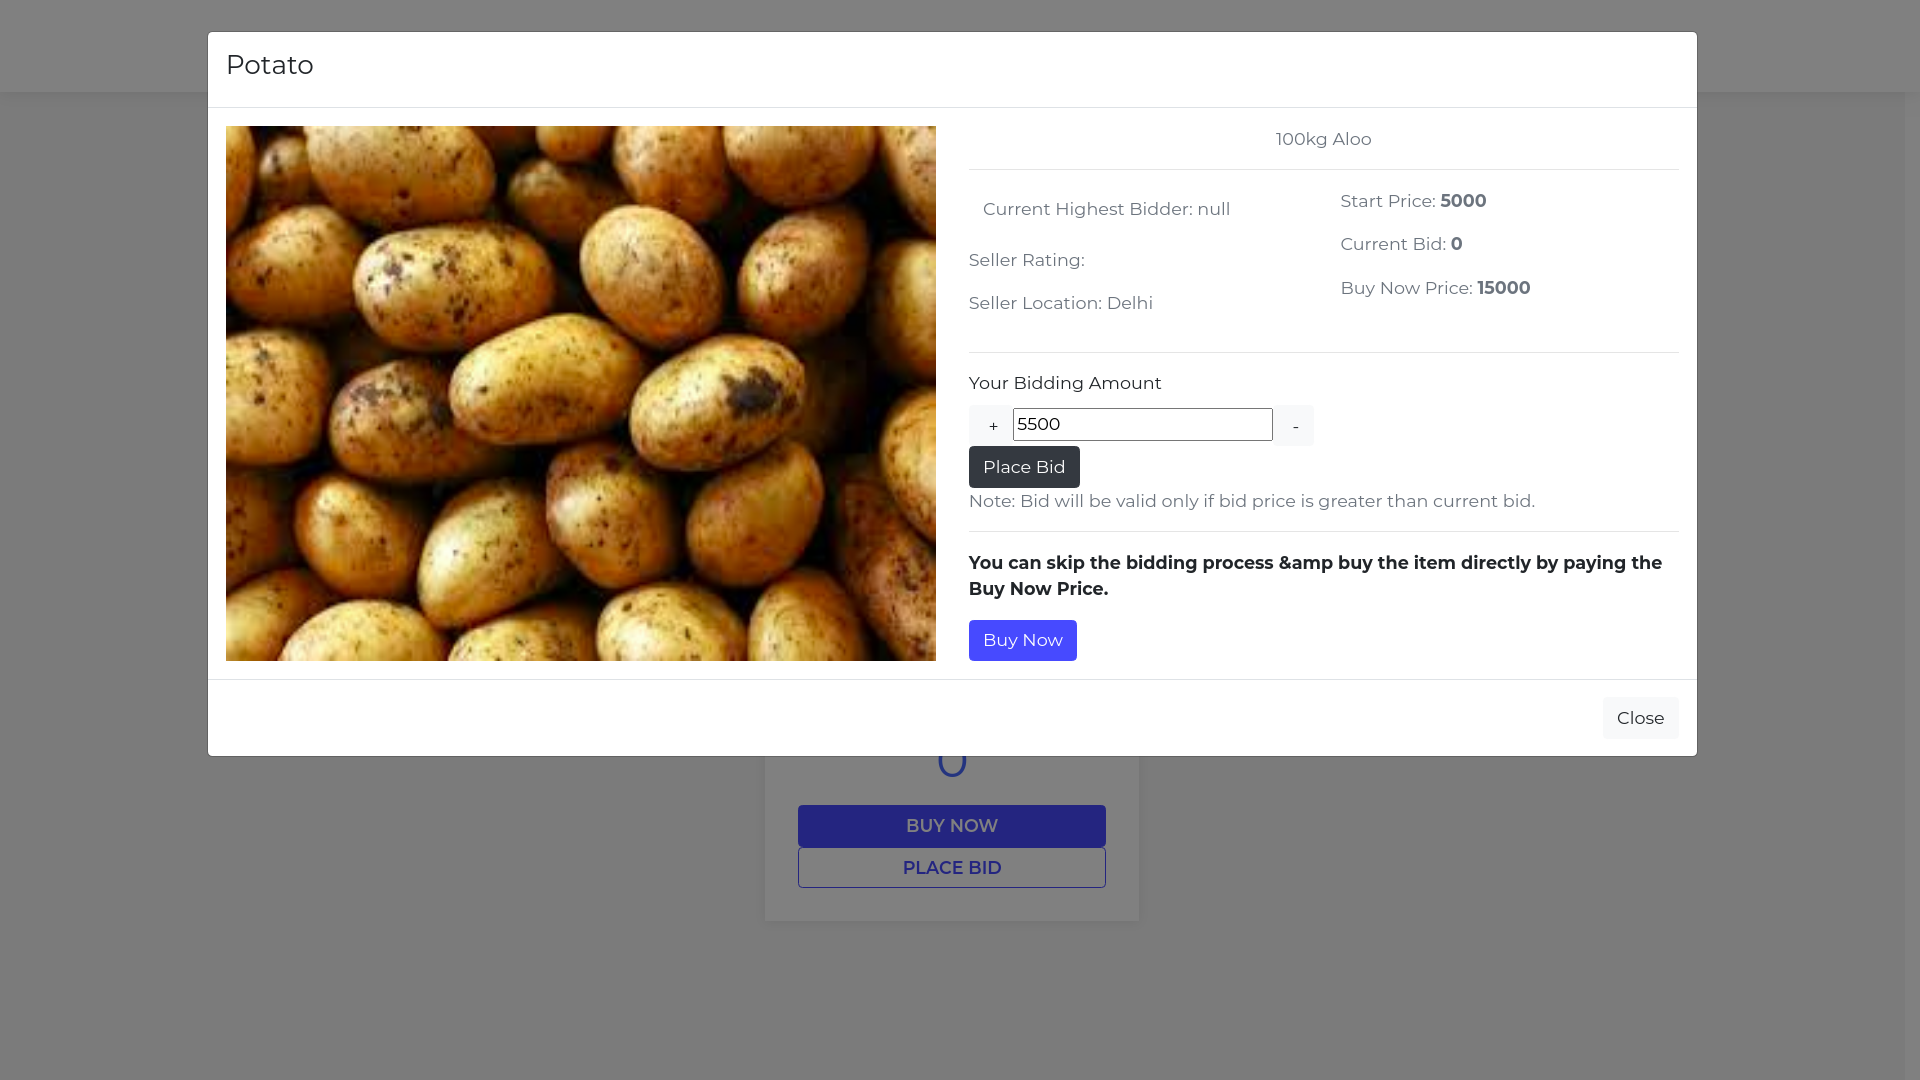 Potato
100kg Aloo
Current Highest Bidder: null
Seller Rating:
Seller Location: Delhi
Start Price: 5000
Current Bid: 0
Buy Now Price: 15000
Your Bidding Amount
+ 5500 -
Place Bid
Note: Bid will be valid only if bid price is greater than current bid.
You can skip the bidding process &amp buy the item directly by paying the
Buy Now Price.
Buy Now
Close
0
BUY NOW
PLACE BID